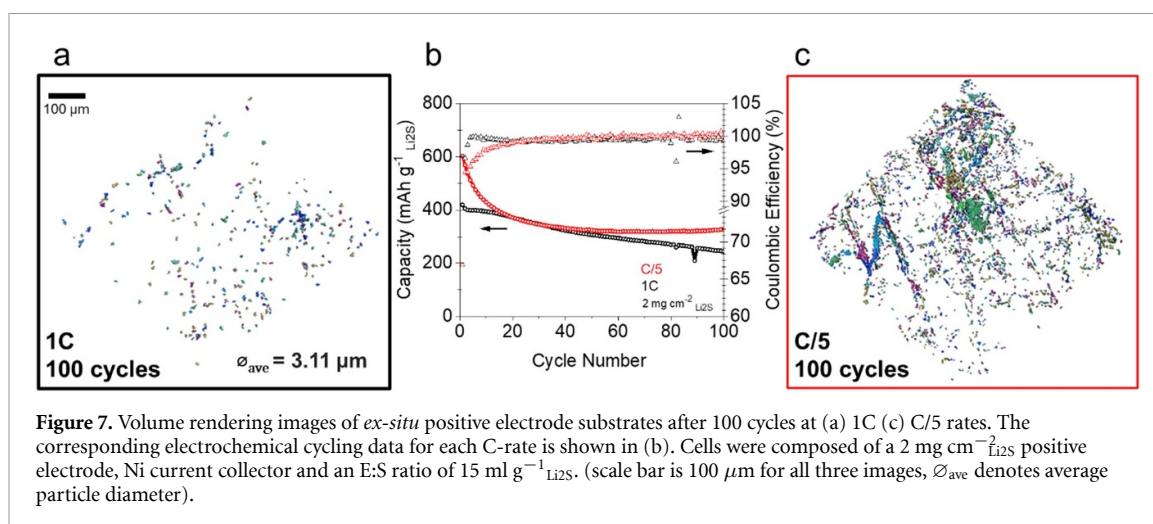 a
100 μm
1C
100 cycles
⌀ave = 3.11 μm
b
Capacity (mAh g⁻¹ Li2S)
800
600
400
200
0
105
100
95
90
70
65
60
Coulombic Efficiency (%)
C/5
1C
2 mg cm⁻² Li2S
0 20 40 60 80 100
Cycle Number
c
C/5
100 cycles
Figure 7. Volume rendering images of ex-situ positive electrode substrates after 100 cycles at (a) 1C (c) C/5 rates. The
corresponding electrochemical cycling data for each C-rate is shown in (b). Cells were composed of a 2 mg cm⁻²Li2S positive
electrode, Ni current collector and an E:S ratio of 15 ml g⁻¹Li2S. (scale bar is 100 μm for all three images, ∅ave denotes average
particle diameter).